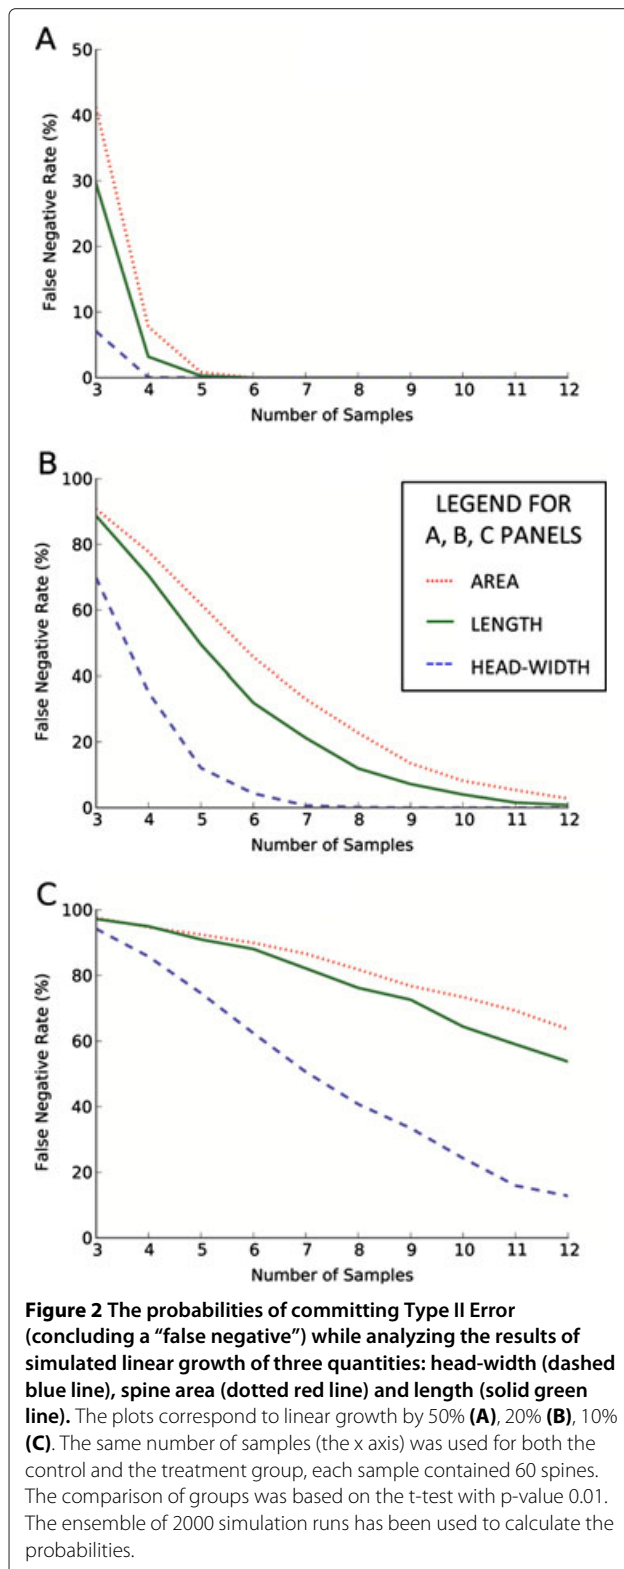 A
50
40
30
20
10
0
False Negative Rate (%)
3 4 5 6 7 8 9 10 11 12
Number of Samples
B
100
80
60
40
20
0
False Negative Rate (%)
3 4 5 6 7 8 9 10 11 12
Number of Samples
LEGEND FOR
A, B, C PANELS
AREA
LENGTH
HEAD-WIDTH
C
100
80
60
40
20
0
False Negative Rate (%)
3 4 5 6 7 8 9 10 11 12
Number of Samples
Figure 2 The probabilities of committing Type II Error
(concluding a “false negative”) while analyzing the results of
simulated linear growth of three quantities: head-width (dashed
blue line), spine area (dotted red line) and length (solid green
line). The plots correspond to linear growth by 50% (A), 20% (B), 10%
(C). The same number of samples (the x axis) was used for both the
control and the treatment group, each sample contained 60 spines.
The comparison of groups was based on the t-test with p-value 0.01.
The ensemble of 2000 simulation runs has been used to calculate the
probabilities.